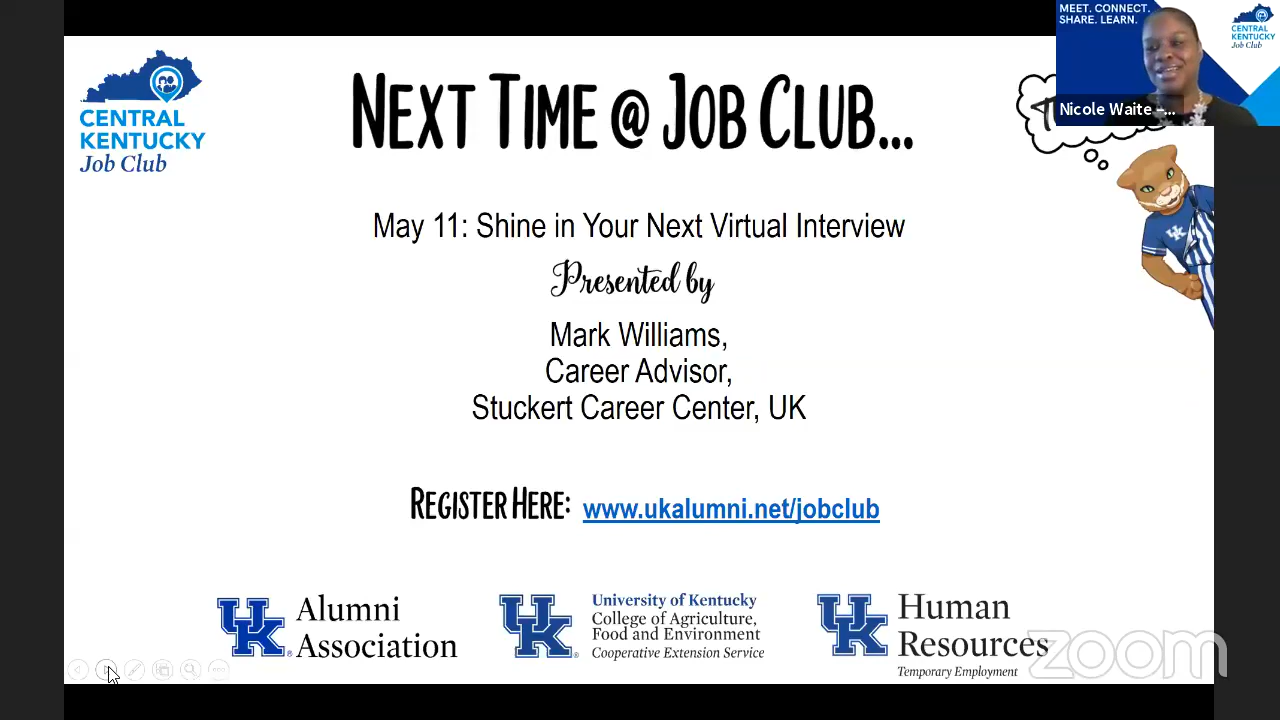 MEET. CONNECT.
SHARE. LEARN.
CENTRAL
KENTUCKY
Job Club
Nicole Waite -...
CENTRAL
KENTUCKY
Job Club
NEXT TIME @ JOB CLUB...
May 11: Shine in Your Next Virtual Interview
Presented by
Mark Williams,
Career Advisor,
Stuckert Career Center, UK
REGISTER HERE: www.ukalumni.net/jobclub
UK
UK® Alumni
Association
UK® University of Kentucky
College of Agriculture,
Food and Environment
Cooperative Extension Service
UK® Human
Resources
Temporary Employment
zoom